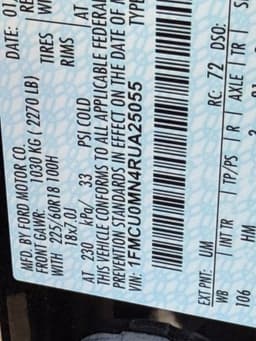 MFD. BY FORD MOTOR CO.
DATE: 01
FRONT GAWR: 1030 KG ( 2270 LB)
WITH 225/60R18 100H TIRES
18x7.0J RIMS
AT 230 kPa/ 33 PSI COLD AT
THIS VEHICLE CONFORMS TO ALL APPLICABLE FEDERA
PREVENTION STANDARDS IN EFFECT ON THE DATE OF
VIN: 1FMCU0MN4RUA25055
EXT PNT: UM RC: 72 DSO:
WB INT TR TP/PS R AXLE TR S
106 HM